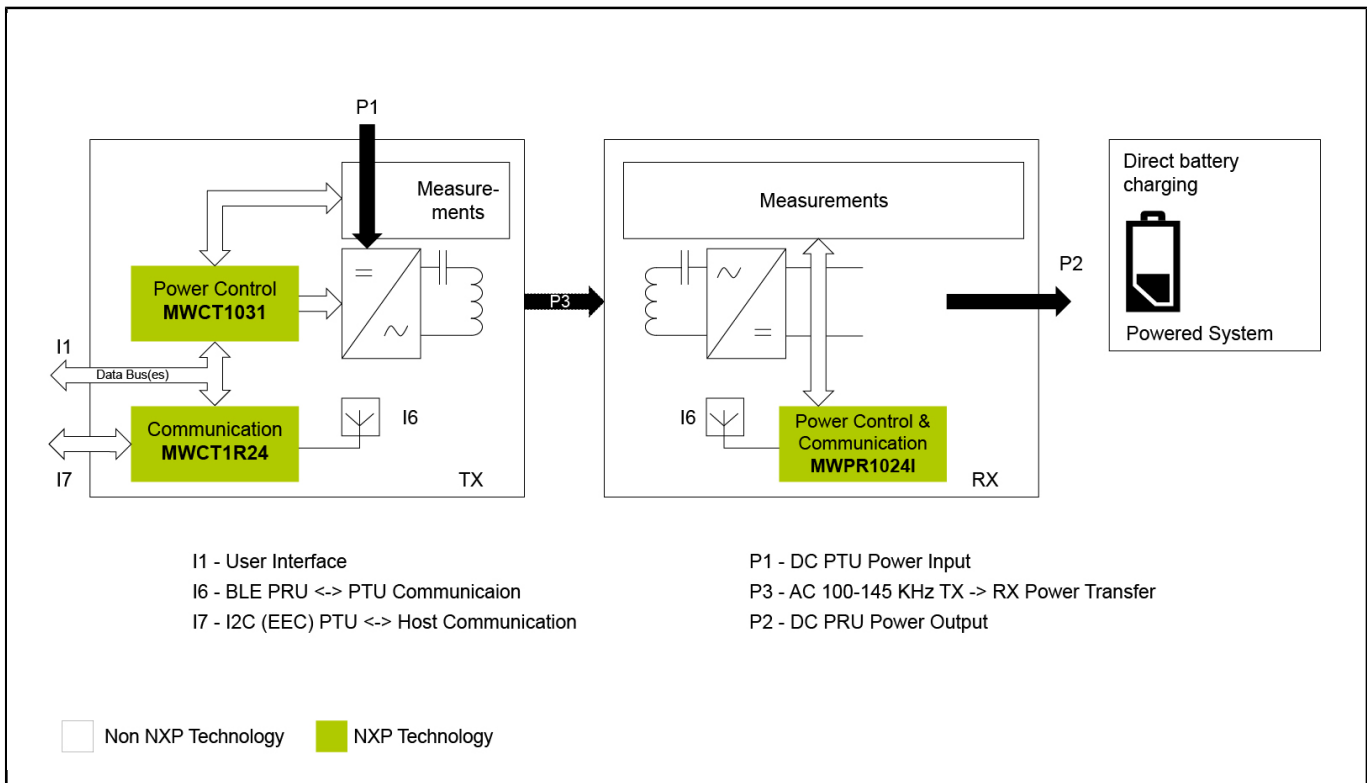 P1
Measure-
ments
Power Control
MWCT1031
I1
Data Bus(es)
Communication
MWCT1R24
I7
I6
TX
P3
Measurements
I6
Power Control &
Communication
MWPR1024I
RX
P2
Direct battery
charging
Powered System
I1 - User Interface
I6 - BLE PRU <-> PTU Communicaion
I7 - I2C (EEC) PTU <-> Host Communication
P1 - DC PTU Power Input
P3 - AC 100-145 KHz TX -> RX Power Transfer
P2 - DC PRU Power Output
Non NXP Technology
NXP Technology